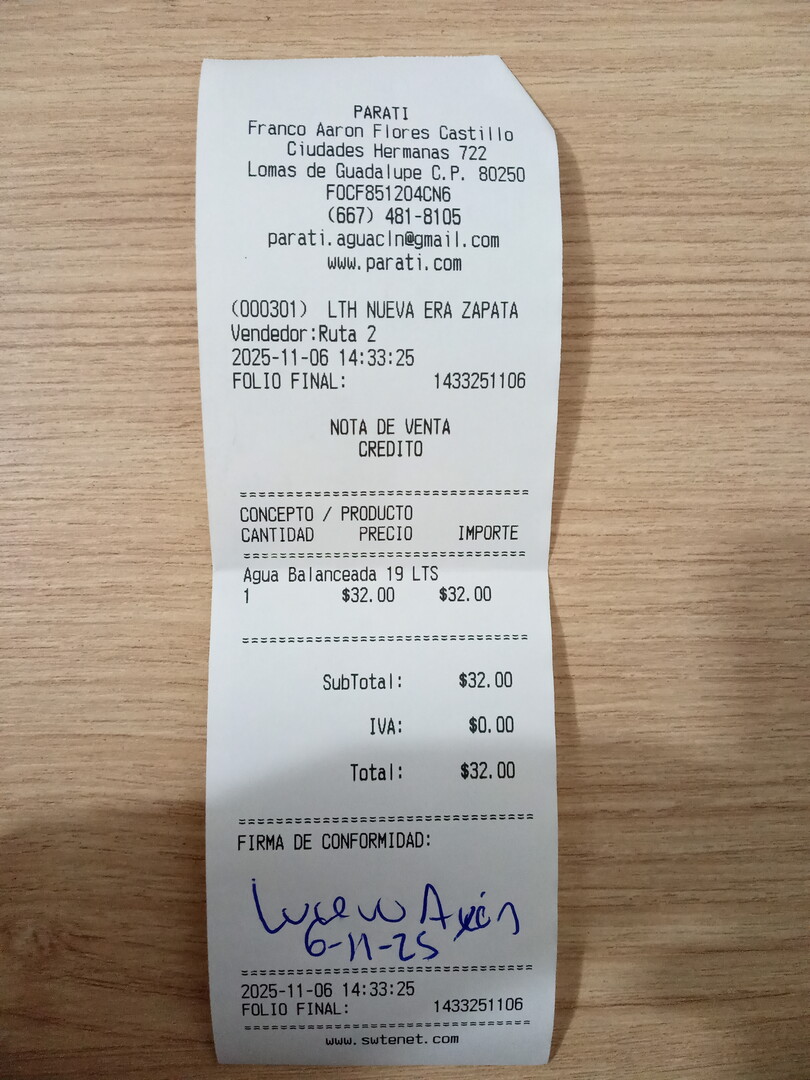 PARATI
Franco Aaron Flores Castillo
Ciudades Hermanas 722
Lomas de Guadalupe C.P. 80250
FOCF851204CN6
(667) 481-8105
parati.aguacln@gmail.com
www.parati.com
(000301) LTH NUEVA ERA ZAPATA
Vendedor:Ruta 2
2025-11-06 14:33:25
FOLIO FINAL: 1433251106
NOTA DE VENTA
CREDITO
==============================
CONCEPTO / PRODUCTO
CANTIDAD PRECIO IMPORTE
==============================
Agua Balanceada 19 LTS
1 $32.00 $32.00
==============================
SubTotal: $32.00
IVA: $0.00
Total: $32.00
==============================
FIRMA DE CONFORMIDAD:
6-11-25
==============================
2025-11-06 14:33:25
FOLIO FINAL: 1433251106
==============================
www.swtenet.com